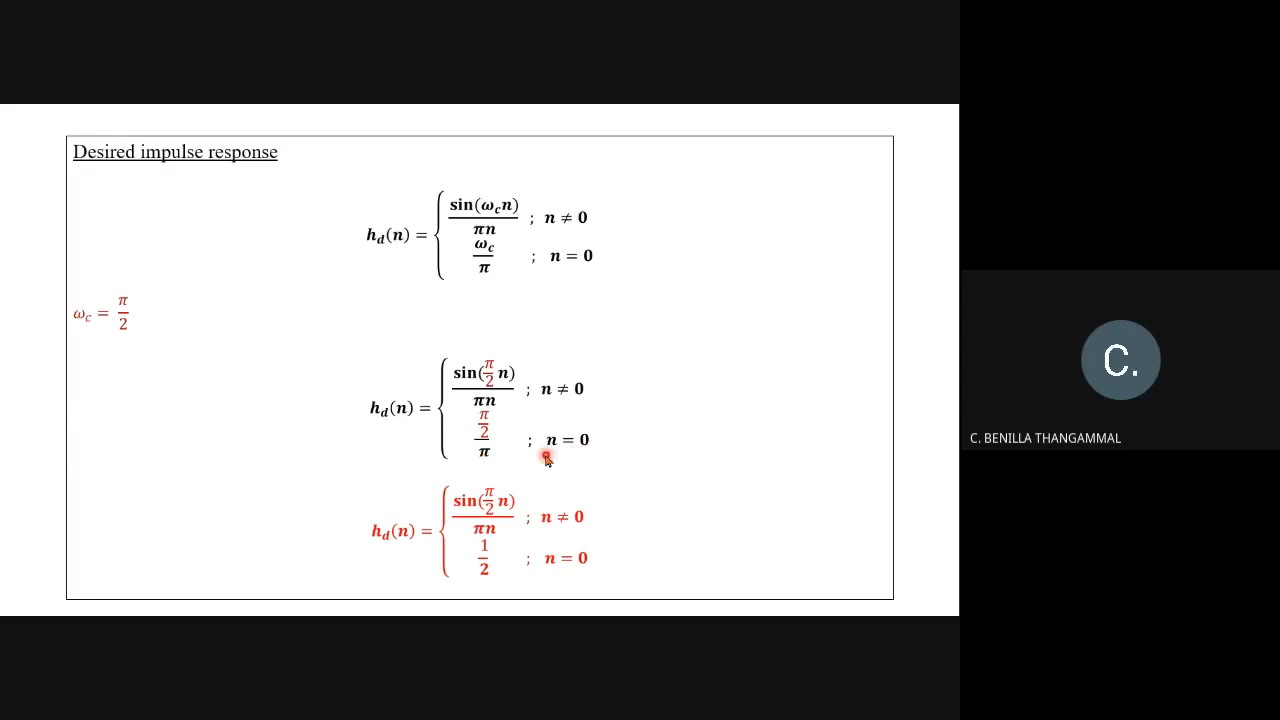 Desired impulse response
h_d(n) = { sin(ω_c n) / πn ; n ≠ 0
ω_c / π ; n = 0
ω_c = π / 2
h_d(n) = { sin(π/2 n) / πn ; n ≠ 0
π/2 / π ; n = 0
h_d(n) = { sin(π/2 n) / πn ; n ≠ 0
1 / 2 ; n = 0
C.
C. BENILLA THANGAMMAL